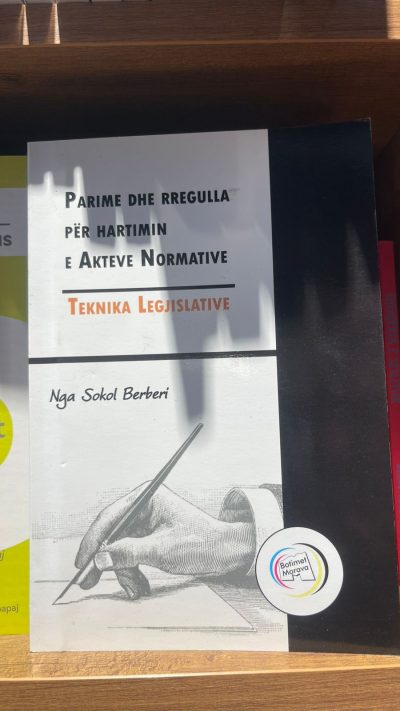 PARIME DHE RREGULLA
PËR HARTIMIN
E AKTEVE NORMATIVE
TEKNIKA LEGJISLATIVE
Nga Sokol Berberi
Botimet
Morava